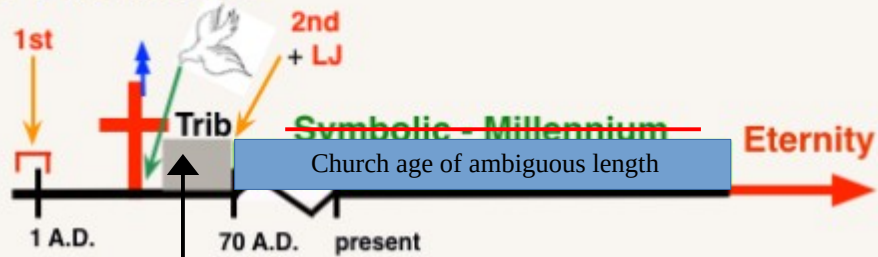 1st
2nd
+ LJ
Trib
Symbolic - Millennium
Eternity
Church age of ambiguous length
1 A.D.
70 A.D.
present